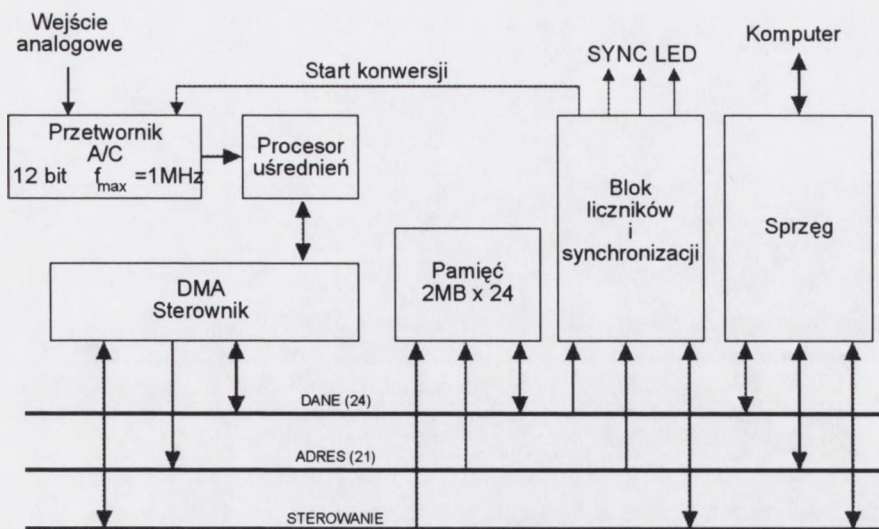 Wejście
analogowe
Start konwersji
SYNC LED
Komputer
Przetwornik
A/C
12 bit f max =1MHz
Procesor
uśrednień
Blok
liczników
i
synchronizacji
Sprzęg
DMA
Sterownik
Pamięć
2MB x 24
DANE (24)
ADRES (21)
STEROWANIE